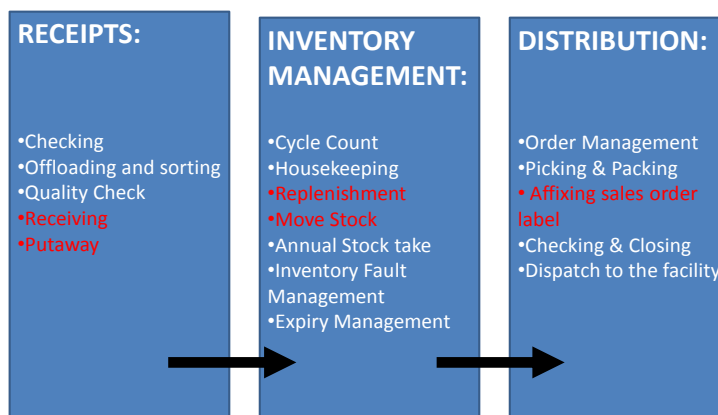 RECEIPTS:
•Checking
•Offloading and sorting
•Quality Check
•Receiving
•Putaway
INVENTORY
MANAGEMENT:
•Cycle Count
•Housekeeping
•Replenishment
•Move Stock
•Annual Stock take
•Inventory Fault
Management
•Expiry Management
DISTRIBUTION:
•Order Management
•Picking & Packing
• Affixing sales order
label
•Checking & Closing
•Dispatch to the facility